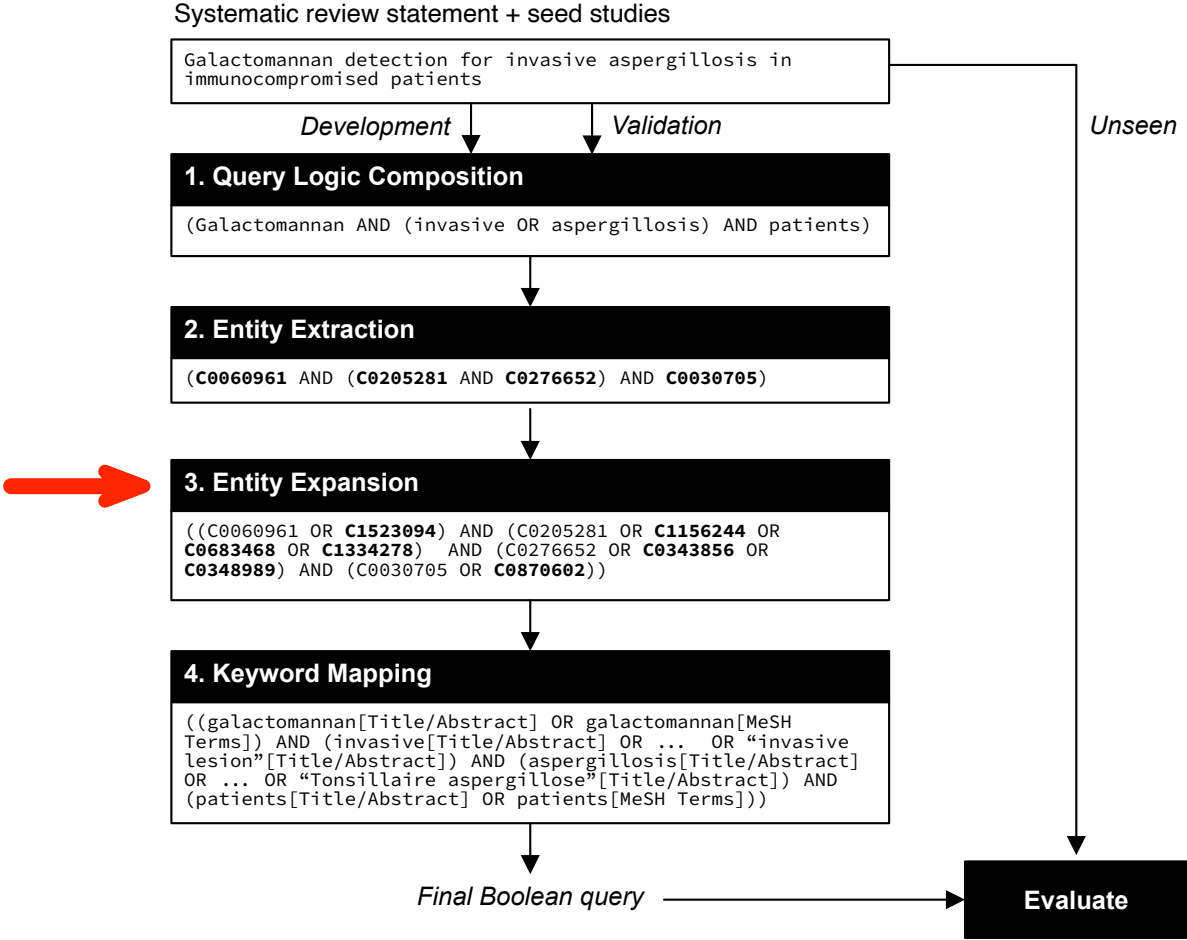 Systematic review statement + seed studies
Galactomannan detection for invasive aspergillosis in
immunocompromised patients
Development
Validation
Unseen
1. Query Logic Composition
(Galactomannan AND (invasive OR aspergillosis) AND patients)
2. Entity Extraction
(C0060961 AND (C0205281 AND C0276652) AND C0030705)
3. Entity Expansion
((C0060961 OR C1523094) AND (C0205281 OR C1156244 OR
C0683468 OR C1334278)  AND (C0276652 OR C0343856 OR
C0348989) AND (C0030705 OR C0870602))
4. Keyword Mapping
((galactomannan[Title/Abstract] OR galactomannan[MeSH
Terms]) AND (invasive[Title/Abstract] OR ...  OR “invasive
lesion”[Title/Abstract]) AND (aspergillosis[Title/Abstract]
OR ... OR “Tonsillaire aspergillose”[Title/Abstract]) AND
(patients[Title/Abstract] OR patients[MeSH Terms]))
Final Boolean query
Evaluate